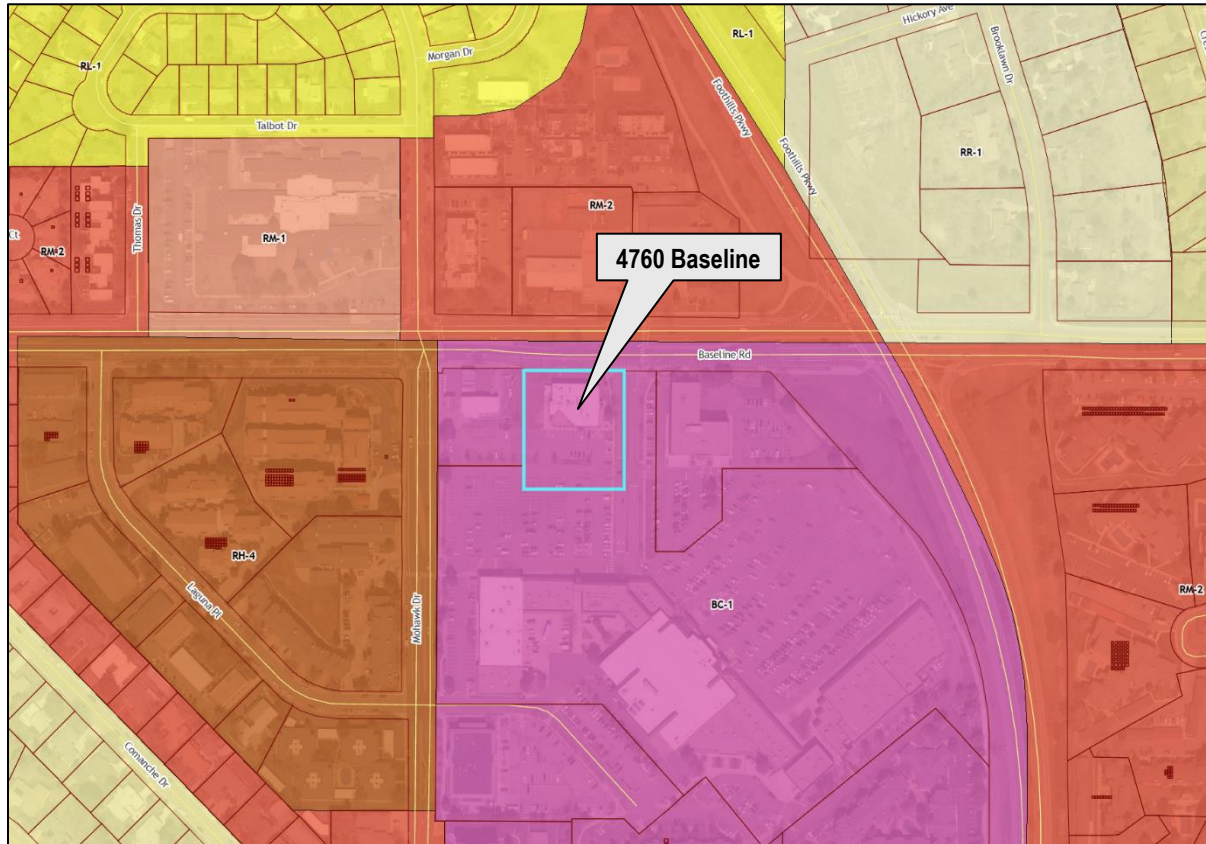 Hickory Ave
RL-1
Brooklawn Dr
Morgan Dr
RL-1
Foothills Pkwy
Talbot Dr
Foothills Pkwy
RR-1
RM-2
Thomas Dr
Ct
RM-1
RM-2
4760 Baseline
Baseline Rd
RH-4
Laguna Pl
Mohawk Dr
BC-1
RM-2
Comanche Dr